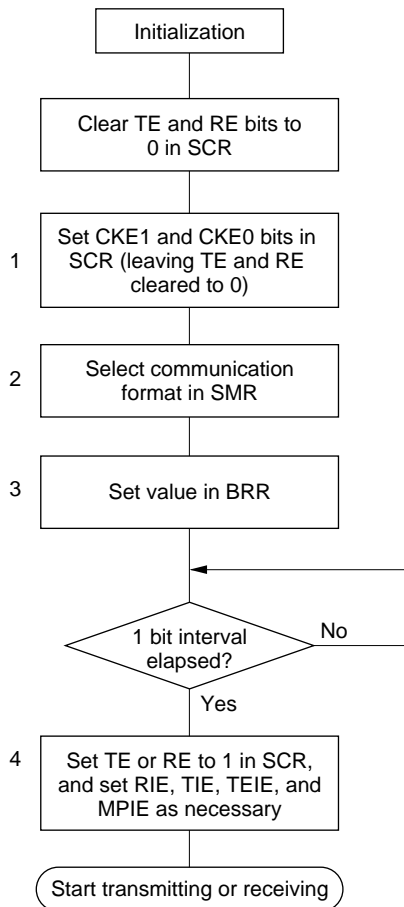 Initialization
Clear TE and RE bits to
0 in SCR
1
Set CKE1 and CKE0 bits in
SCR (leaving TE and RE
cleared to 0)
2
Select communication
format in SMR
3
Set value in BRR
1 bit interval
elapsed?
No
Yes
4
Set TE or RE to 1 in SCR,
and set RIE, TIE, TEIE, and
MPIE as necessary
Start transmitting or receiving